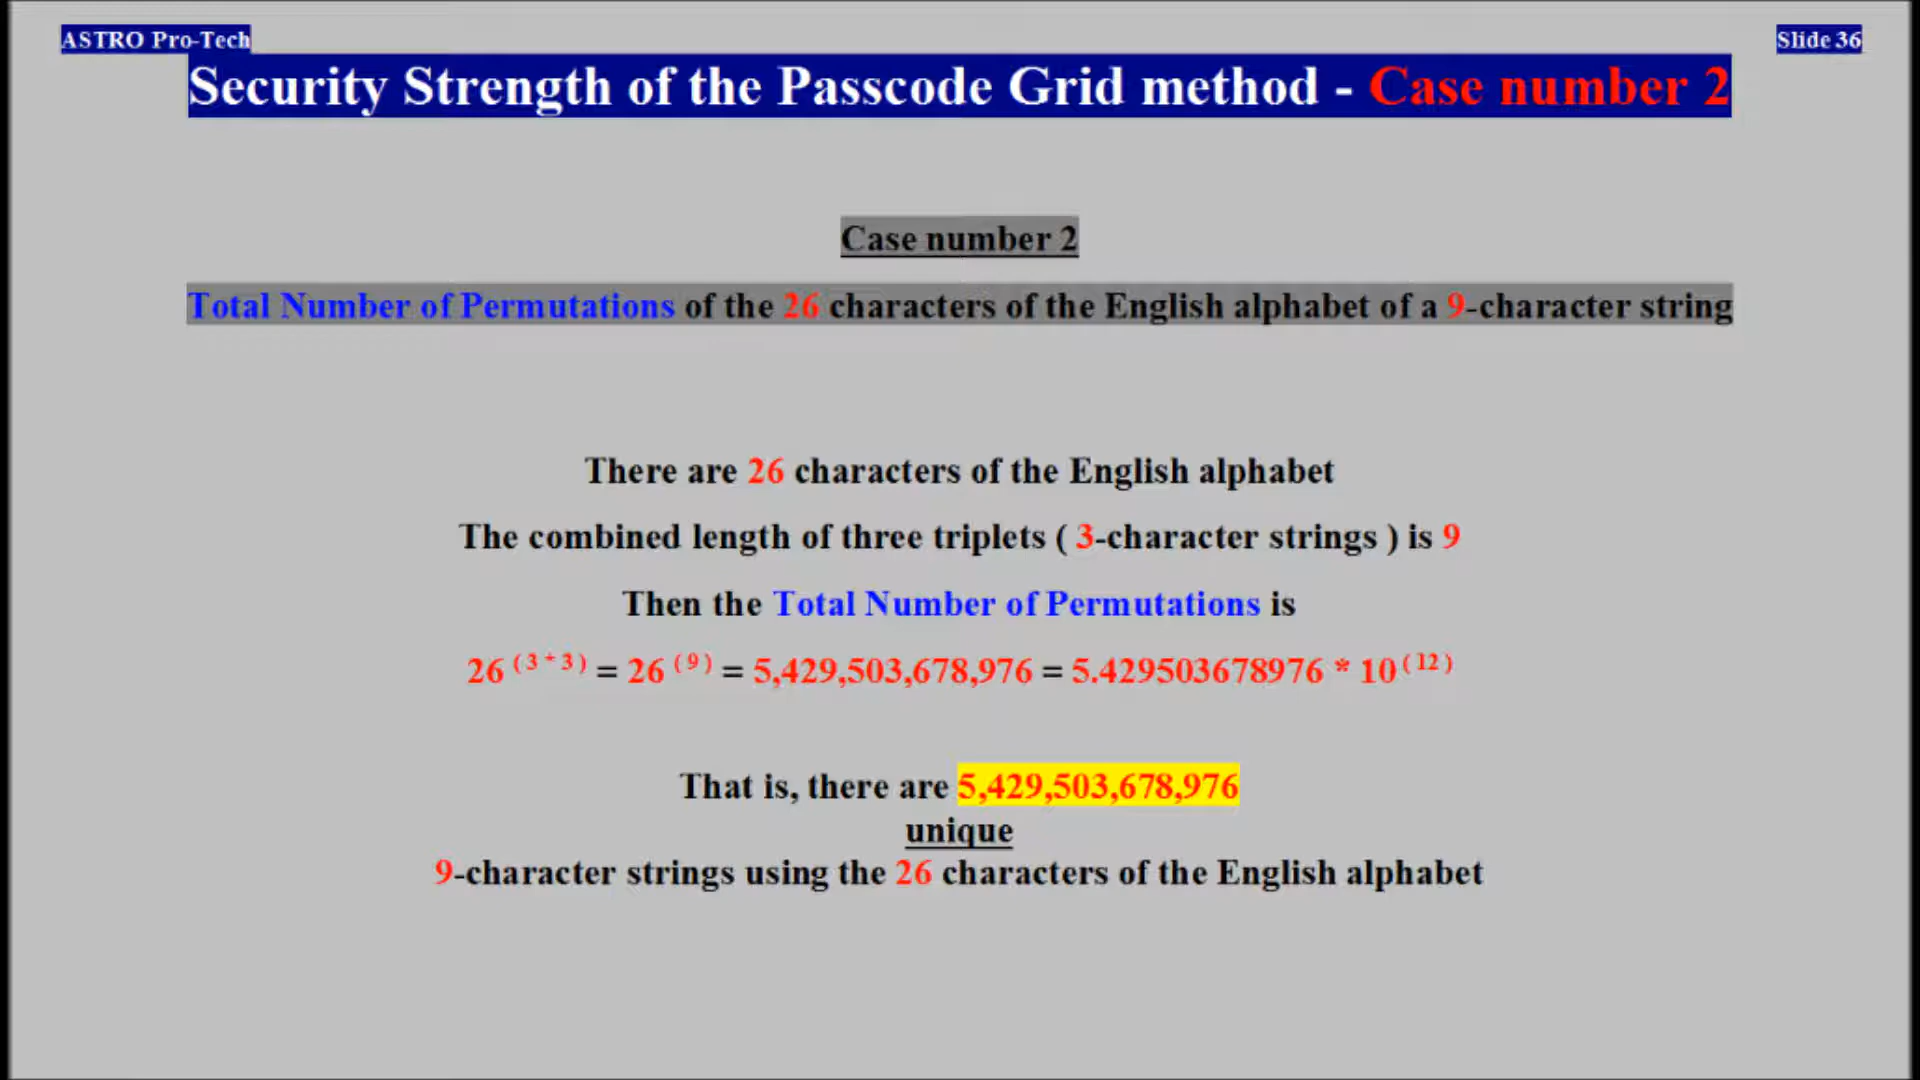 ASTRO Pro-Tech
Slide 36
Security Strength of the Passcode Grid method - Case number 2
Case number 2
Total Number of Permutations of the 26 characters of the English alphabet of a 9-character string
There are 26 characters of the English alphabet
The combined length of three triplets ( 3-character strings ) is 9
Then the Total Number of Permutations is
26 ( 3 * 3 ) = 26 ( 9 ) = 5,429,503,678,976 = 5.429503678976 * 10 ( 12 )
That is, there are 5,429,503,678,976
unique
9-character strings using the 26 characters of the English alphabet